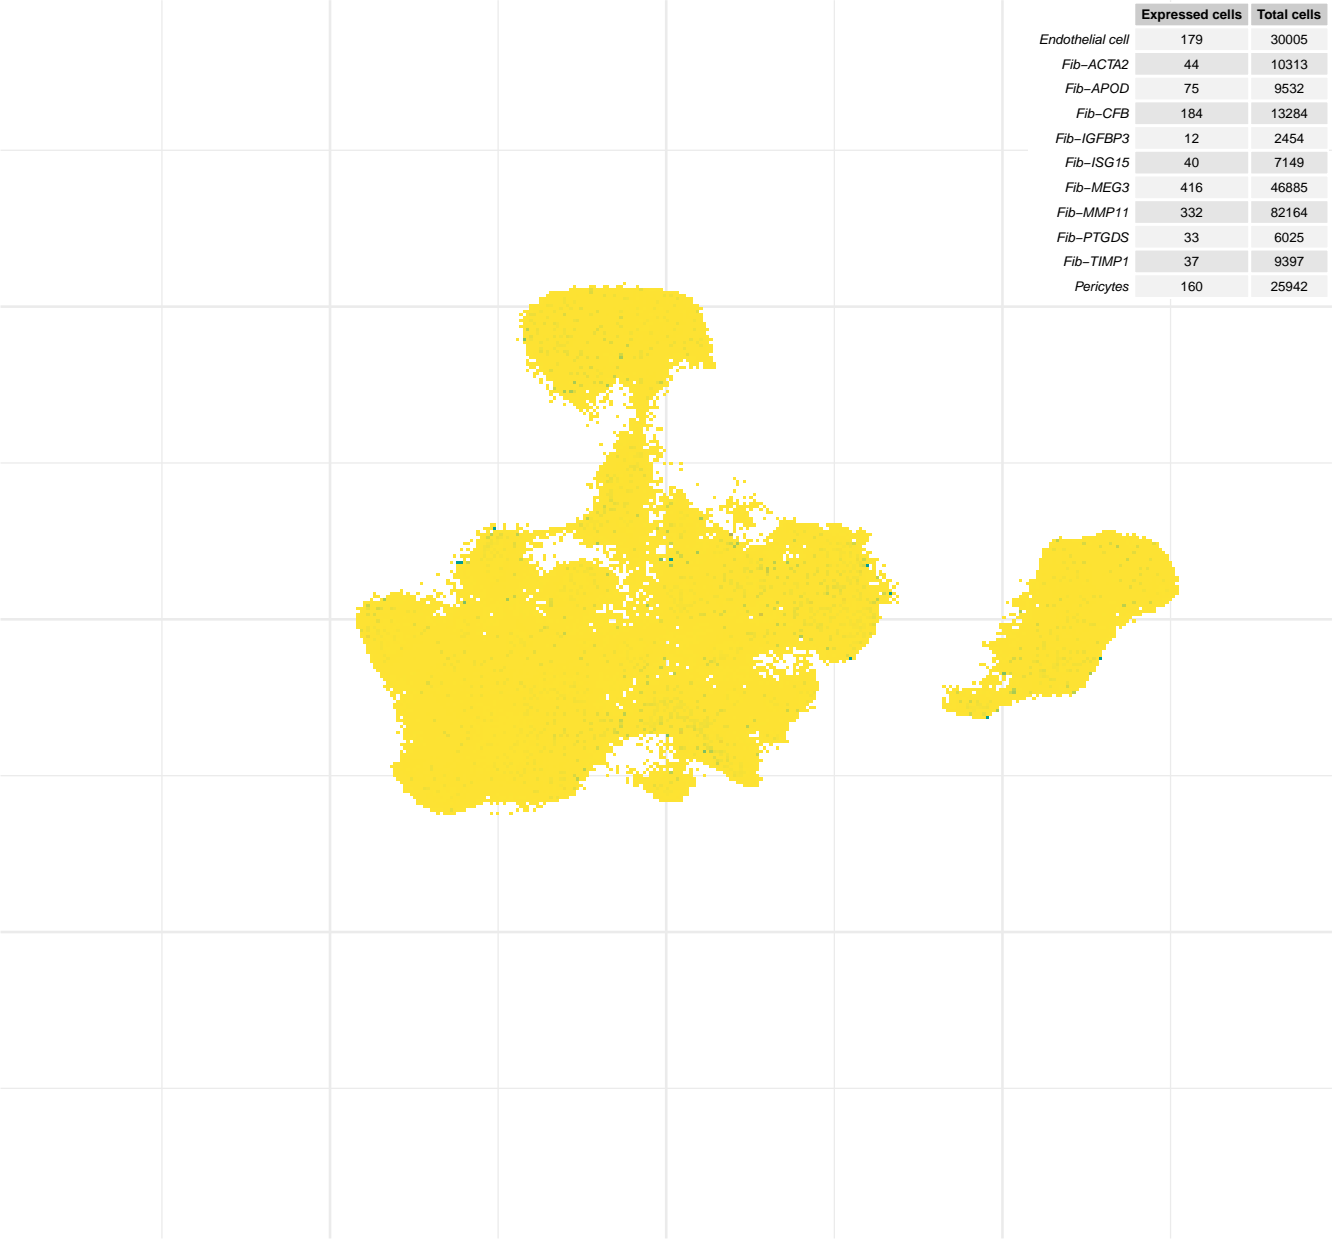 Expressed cells Total cells
Endothelial cell 179 30005
Fib−ACTA2 44 10313
Fib−APOD 75 9532
Fib−CFB 184 13284
Fib−IGFBP3 12 2454
Fib−ISG15 40 7149
Fib−MEG3 416 46885
Fib−MMP11 332 82164
Fib−PTGDS 33 6025
Fib−TIMP1 37 9397
Pericytes 160 25942